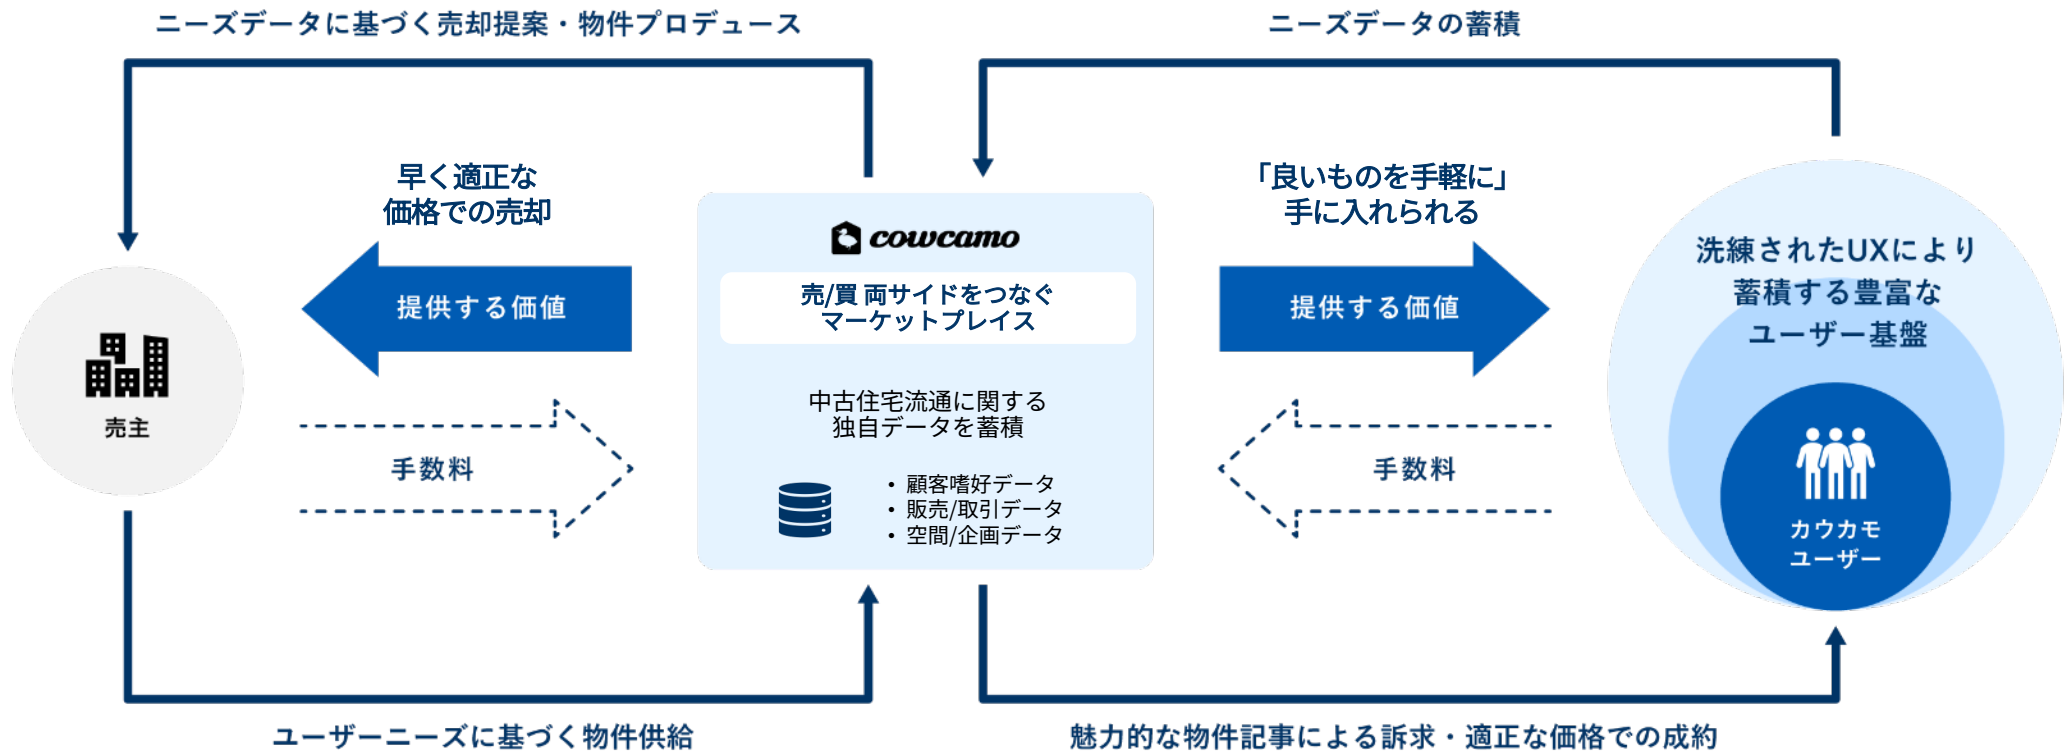 ニーズデータに基づく売却提案・物件プロデュース
ニーズデータの蓄積
早く適正な
価格での売却
提供する価値
売主
手数料
cowcamo
売/買 両サイドをつなぐ
マーケットプレイス
中古住宅流通に関する
独自データを蓄積
• 顧客嗜好データ
• 販売/取引データ
• 空間/企画データ
「良いものを手軽に」
手に入れられる
提供する価値
手数料
洗練されたUXにより
蓄積する豊富な
ユーザー基盤
カウカモ
ユーザー
ユーザーニーズに基づく物件供給
魅力的な物件記事による訴求・適正な価格での成約